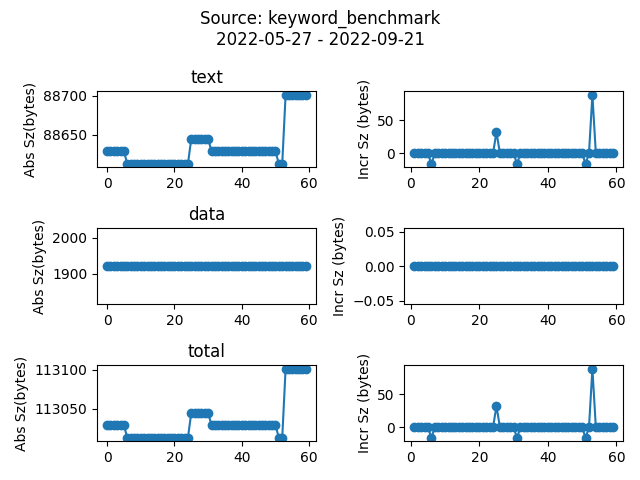 Source: keyword_benchmark
2022-05-27 - 2022-09-21
text
Abs Sz(bytes)
88700
88650
0 20 40 60
Incr Sz (bytes)
50
0
0 20 40 60
data
Abs Sz(bytes)
2000
1900
0 20 40 60
Incr Sz (bytes)
0.05
0.00
−0.05
0 20 40 60
total
Abs Sz(bytes)
113100
113050
0 20 40 60
Incr Sz (bytes)
50
0
0 20 40 60